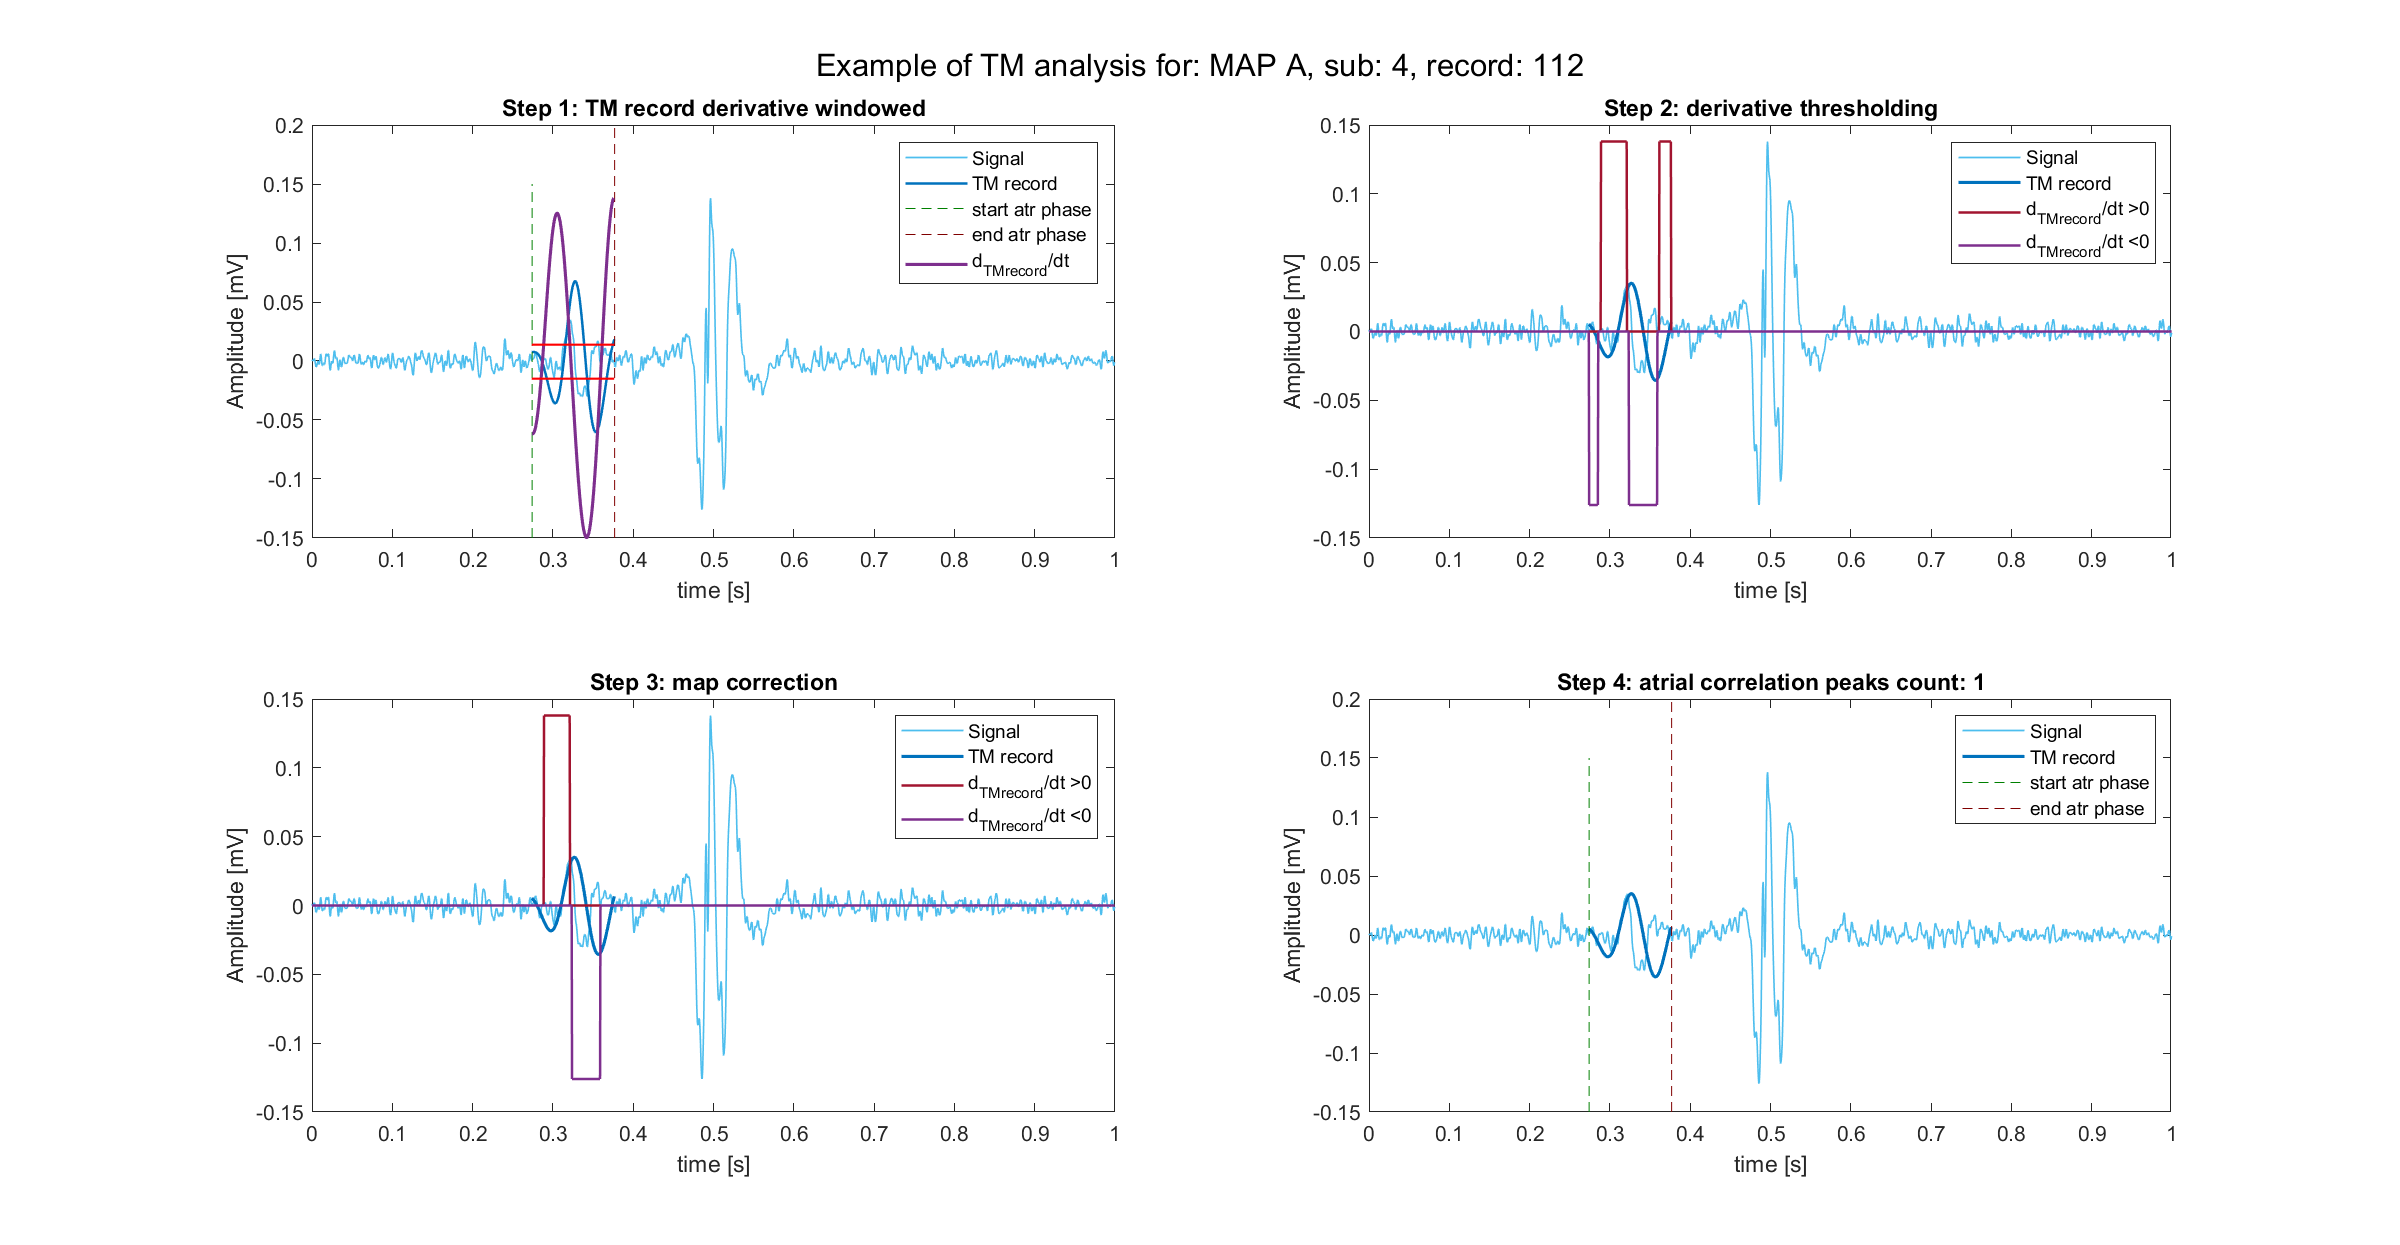 Example of TM analysis for: MAP A, sub: 4, record: 112
Step 1: TM record derivative windowed
0.2
0.15
0.1
0.05
0
-0.05
-0.1
-0.15
Amplitude [mV]
0 0.1 0.2 0.3 0.4 0.5 0.6 0.7 0.8 0.9 1
time [s]
Signal
TM record
start atr phase
end atr phase
dTMrecord/dt
Step 2: derivative thresholding
0.15
0.1
0.05
0
-0.05
-0.1
-0.15
Amplitude [mV]
0 0.1 0.2 0.3 0.4 0.5 0.6 0.7 0.8 0.9 1
time [s]
Signal
TM record
dTMrecord/dt >0
dTMrecord/dt <0
Step 3: map correction
0.15
0.1
0.05
0
-0.05
-0.1
-0.15
Amplitude [mV]
0 0.1 0.2 0.3 0.4 0.5 0.6 0.7 0.8 0.9 1
time [s]
Signal
TM record
dTMrecord/dt >0
dTMrecord/dt <0
Step 4: atrial correlation peaks count: 1
0.2
0.15
0.1
0.05
0
-0.05
-0.1
-0.15
Amplitude [mV]
0 0.1 0.2 0.3 0.4 0.5 0.6 0.7 0.8 0.9 1
time [s]
Signal
TM record
start atr phase
end atr phase